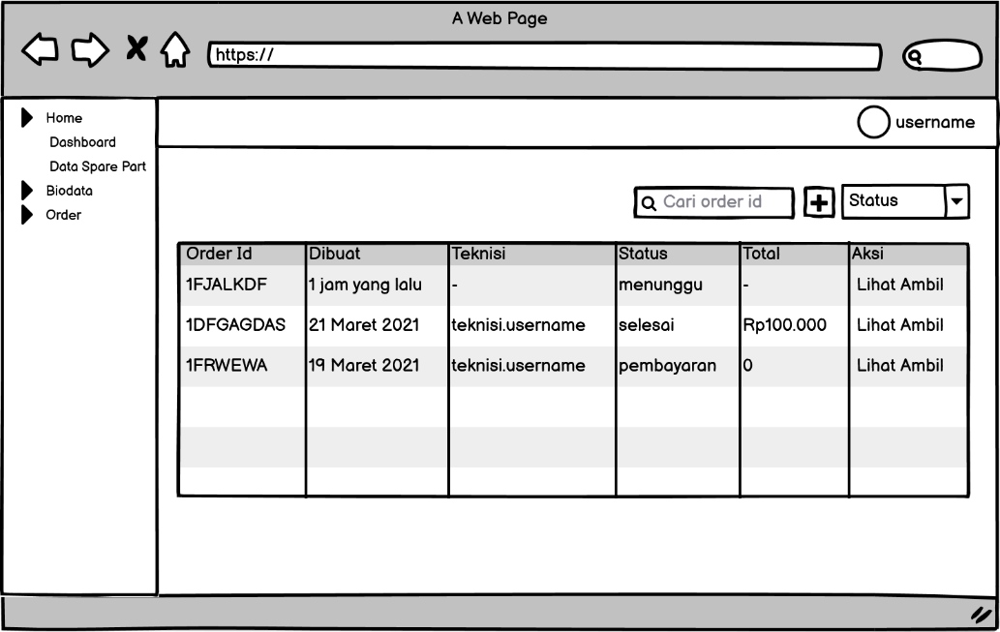 A Web Page
https://
Home
Dashboard
Data Spare Part
Biodata
Order
username
Cari order id
Status
Order Id Dibuat Teknisi Status Total Aksi
1FJALKDF 1 jam yang lalu - menunggu - Lihat Ambil
1DFGAGDAS 21 Maret 2021 teknisi.username selesai Rp100.000 Lihat Ambil
1FRWEWA 19 Maret 2021 teknisi.username pembayaran 0 Lihat Ambil